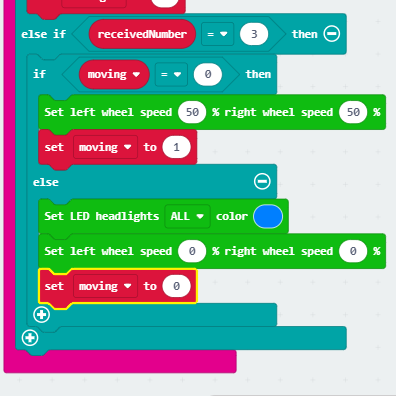 else if receivedNumber = 3 then
if moving = 0 then
Set left wheel speed 50 % right wheel speed 50 %
set moving to 1
else
Set LED headlights ALL color
Set left wheel speed 0 % right wheel speed 0 %
set moving to 0